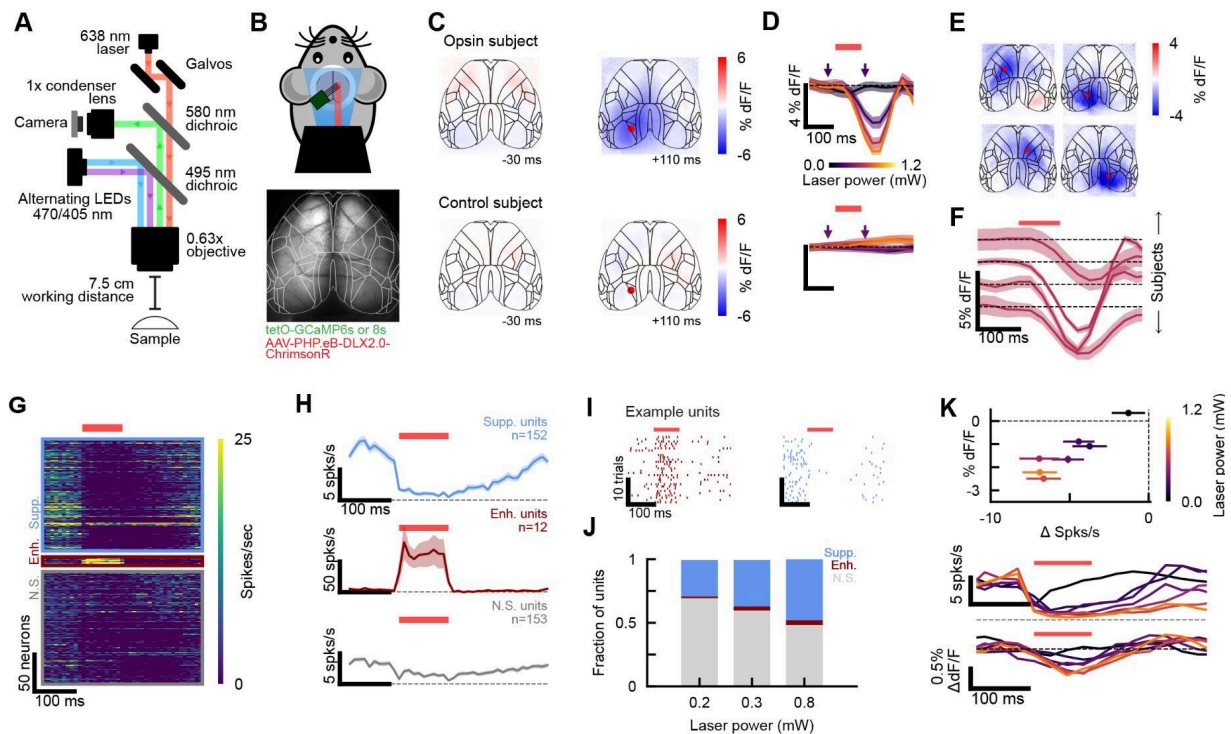 A
638 nm
laser
Galvos
1x condenser
lens
580 nm
dichroic
Camera
495 nm
dichroic
Alternating LEDs
470/405 nm
0.63x
objective
7.5 cm
working distance
Sample
B
tetO-GCaMP6s or 8s
AAV-PHP.eB-DLX2.0-
ChrimsonR
C
Opsin subject
-30 ms
+110 ms
6
% dF/F
-6
Control subject
-30 ms
+110 ms
6
% dF/F
-6
D
4 % dF/F
100 ms
0.0
1.2
Laser power (mW)
E
4
% dF/F
-4
F
5% dF/F
100 ms
Subjects
G
Supp.
Enh.
N.S.
50 neurons
100 ms
25
Spikes/sec
0
H
Supp. units
n=152
5 spks/s
100 ms
Enh. units
n=12
50 spks/s
N.S. units
n=153
5 spks/s
I
Example units
10 trials
100 ms
J
Supp.
Enh.
N.S.
Fraction of units
1
0.5
0
0.2
0.3
0.8
Laser power (mW)
K
% dF/F
0
-3
-10
0
Δ Spks/s
1.2
0.0
Laser power (mW)
5 spks/s
0.5%
ΔdF/F
100 ms